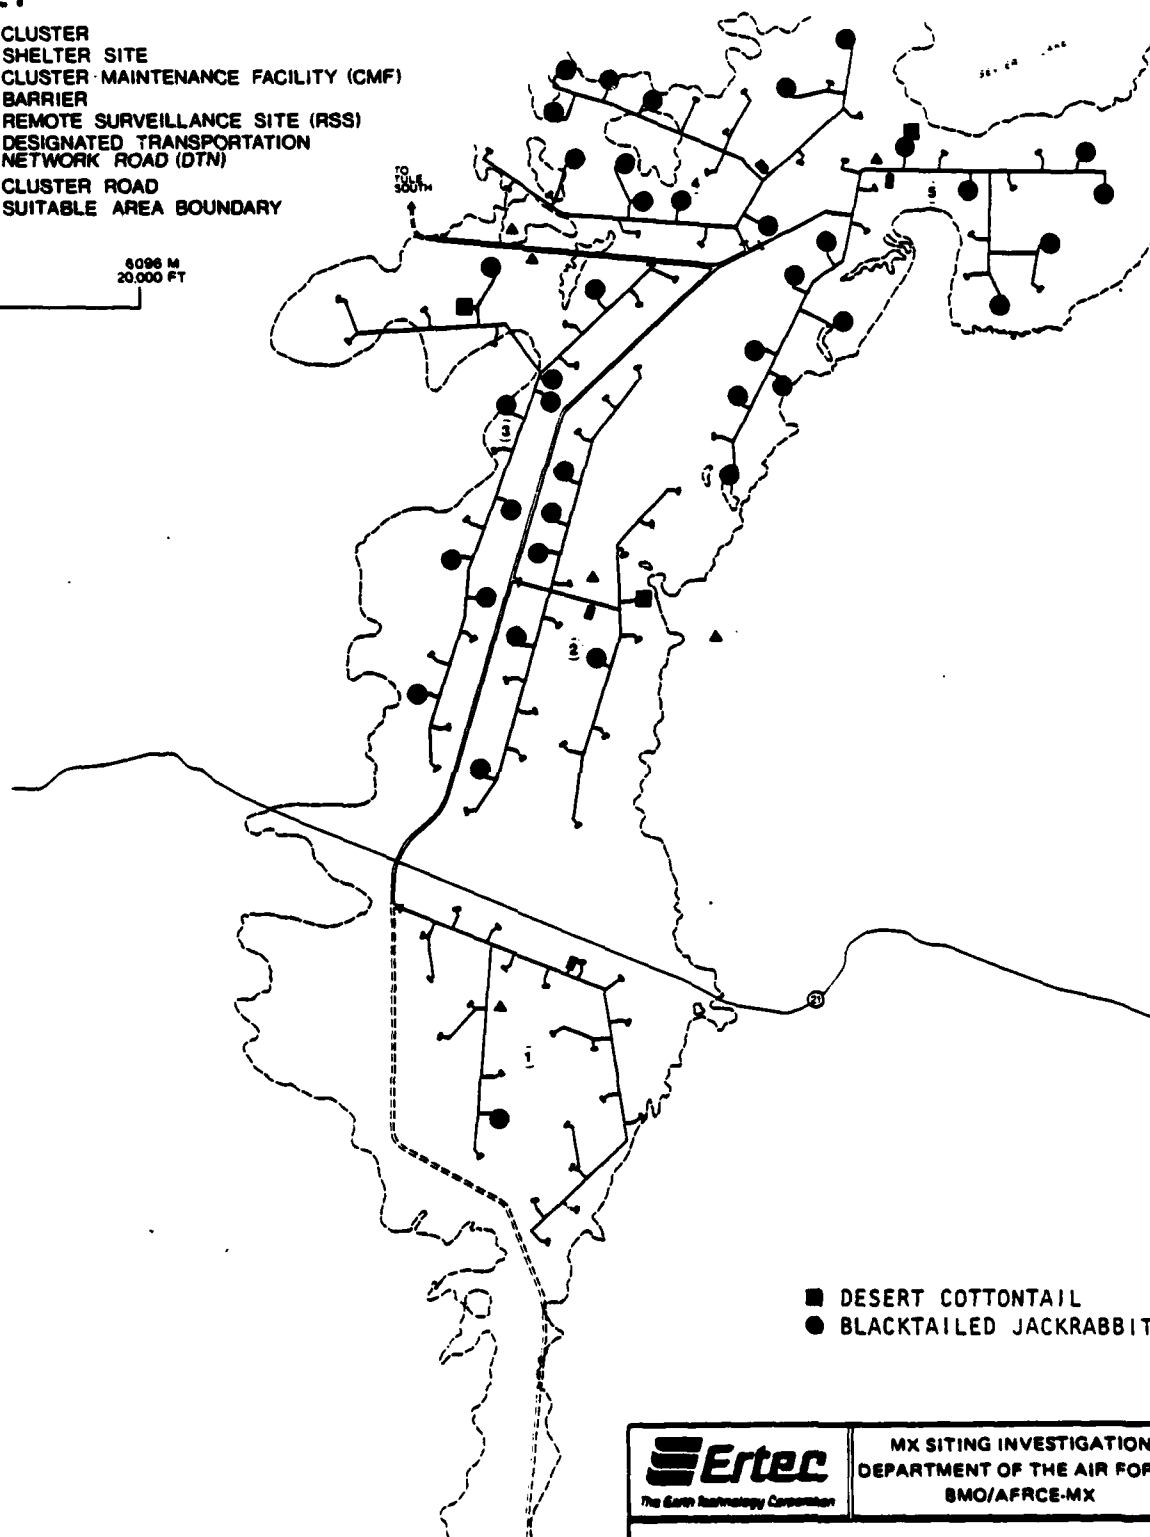 CLUSTER
SHELTER SITE
CLUSTER MAINTENANCE FACILITY (CMF)
BARRIER
REMOTE SURVEILLANCE SITE (RSS)
DESIGNATED TRANSPORTATION
NETWORK ROAD (DTN)
CLUSTER ROAD
SUITABLE AREA BOUNDARY
6096 M
20,000 FT
TO
TULE
SOUTH
4
5
3
2
21
1
DESERT COTTONTAIL
BLACKTAILED JACKRABBIT
Ertec
The Earth Technology Corporation
MX SITING INVESTIGATION
DEPARTMENT OF THE AIR FOR
BMO/AFRCE-MX